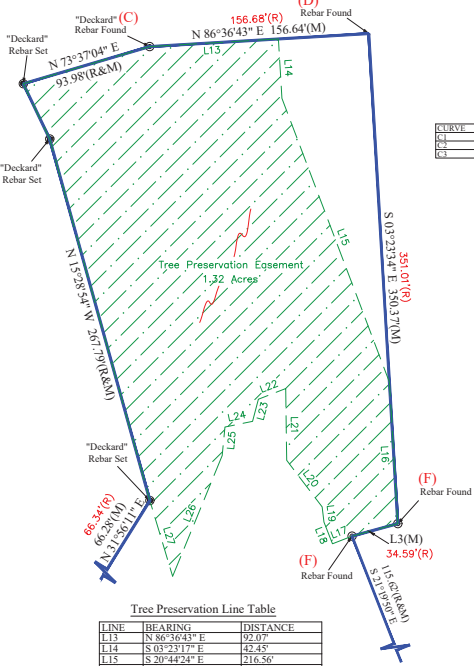 (D)
Rebar Found
"Deckard" (C)
Rebar Found
156.68'(R)
N 86°36'43" E 156.64'(M)
L13
"Deckard"
Rebar Set
N 73°37'04" E
93.98'(R&M)
L14
CURVE
C1
C2
C3
"Deckard"
Rebar Set
L15
S 03°23'34" E 350.37'(M)
351.01'(R)
N 15°28'54" W 267.79'(R&M)
Tree Preservation Easement
1.32 Acres
L22
L23
L24
L25
L21
L20
L19
L18
L17
L16
L26
L27
"Deckard"
Rebar Set
(F)
Rebar Found
66.34'(R)
66.28'(M)
N 31°56'11" E
L3(M)
34.59'(R)
(F)
Rebar Found
115.62'(R&M)
S 21°19'50" E
Tree Preservation Line Table
LINE BEARING DISTANCE
L13 N 86°36'43" E 92.07'
L14 S 03°23'17" E 42.45'
L15 S 20°44'24" E 216.56'